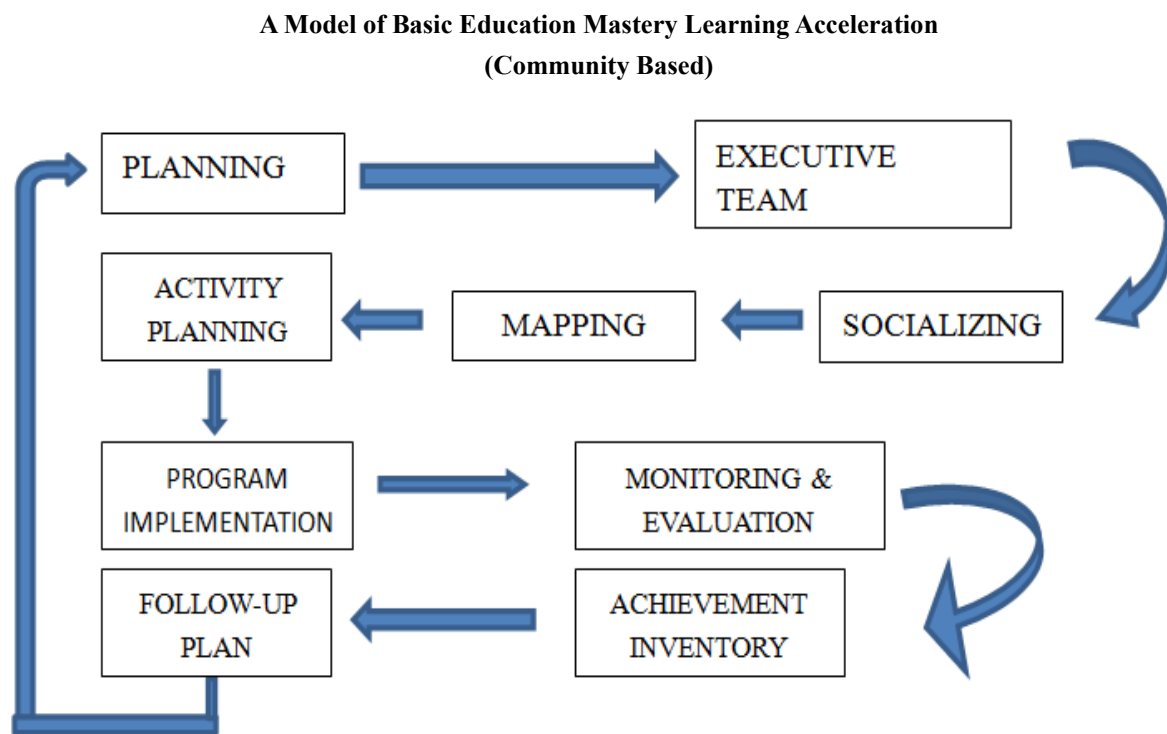 A Model of Basic Education Mastery Learning Acceleration
(Community Based)
PLANNING
EXECUTIVE
TEAM
ACTIVITY
PLANNING
MAPPING
SOCIALIZING
PROGRAM
IMPLEMENTATION
MONITORING &
EVALUATION
FOLLOW-UP
PLAN
ACHIEVEMENT
INVENTORY